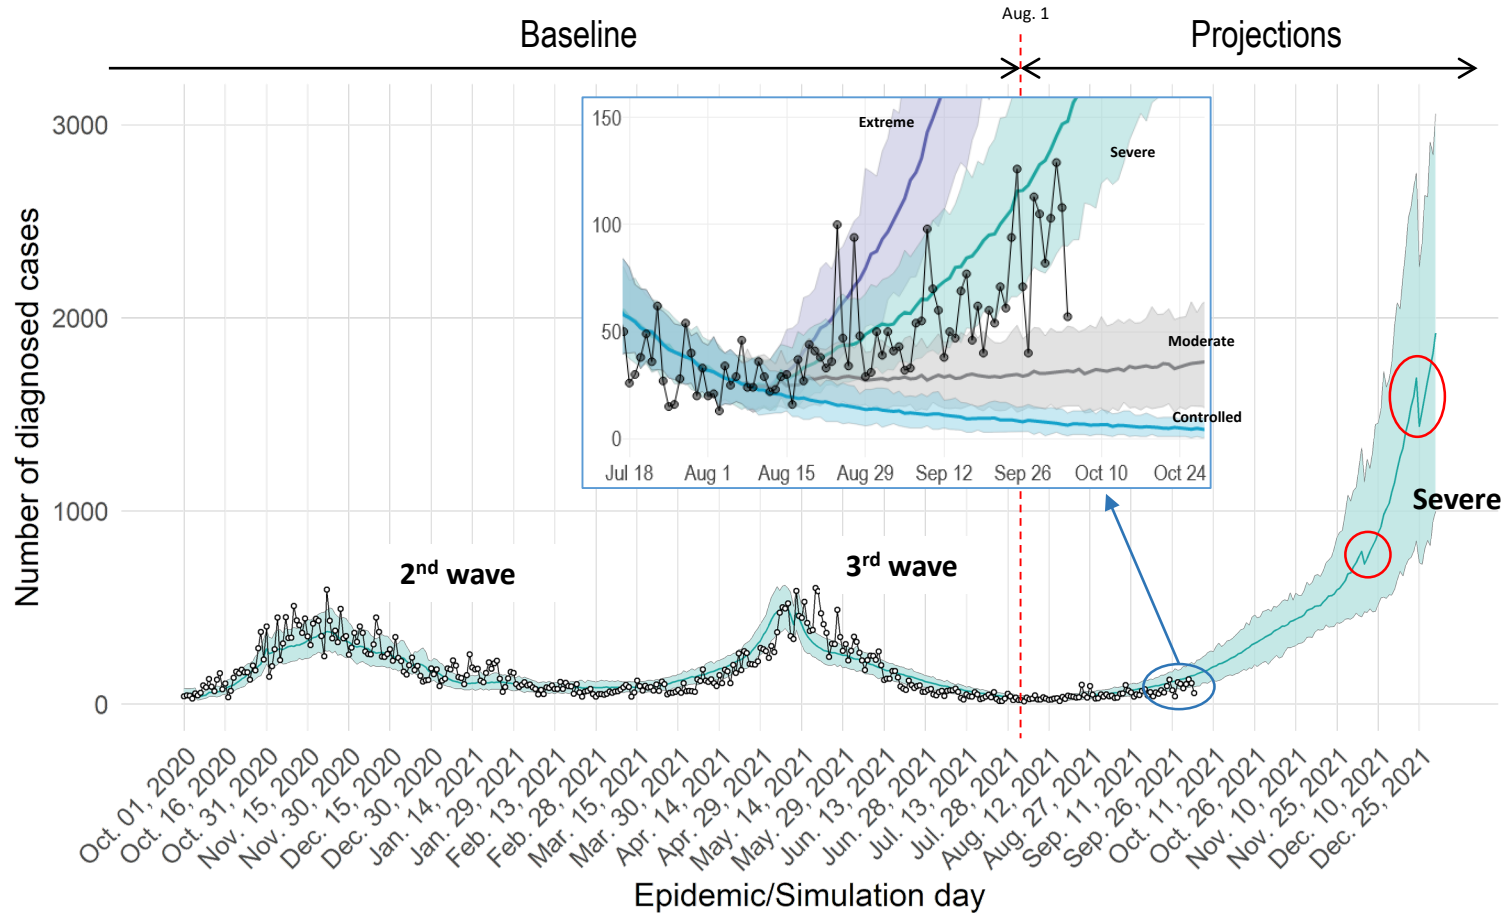 Aug. 1
Baseline
Projections
Number of diagnosed cases
3000
2000
1000
0
150
100
50
0
Extreme
Severe
Moderate
Controlled
Jul 18
Aug 1
Aug 15
Aug 29
Sep 12
Sep 26
Oct 10
Oct 24
Severe
2nd wave
3rd wave
Oct. 01, 2020
Oct. 16, 2020
Oct. 31, 2020
Nov. 15, 2020
Nov. 30, 2020
Dec. 15, 2020
Dec. 30, 2020
Jan. 14, 2021
Jan. 29, 2021
Feb. 13, 2021
Feb. 28, 2021
Mar. 15, 2021
Mar. 30, 2021
Apr. 14, 2021
Apr. 29, 2021
May. 14, 2021
May. 29, 2021
Jun. 13, 2021
Jun. 28, 2021
Jul. 13, 2021
Jul. 28, 2021
Aug. 12, 2021
Aug. 27, 2021
Sep. 11, 2021
Sep. 26, 2021
Oct. 11, 2021
Oct. 26, 2021
Nov. 10, 2021
Nov. 25, 2021
Dec. 10, 2021
Dec. 25, 2021
Epidemic/Simulation day